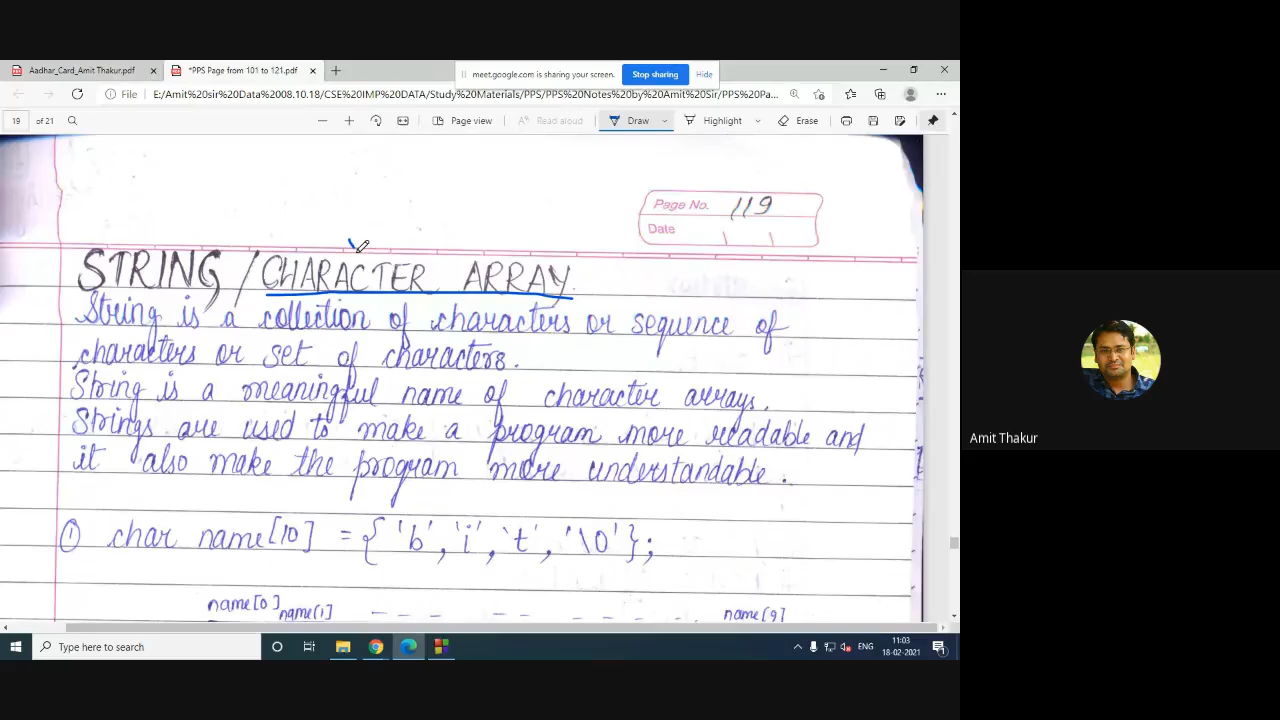 Aadhar_Card_Amit Thakur.pdf
*PPS Page from 101 to 121.pdf
meet.google.com is sharing your screen.
Stop sharing
Hide
File
E:/Amit%20sir%20Data%2008.10.18/CSE%20IMP%20DATA/Study%20Materials/PPS/PPS%20Notes%20by%20Amit%20Sir/PPS%20Pa...
19 of 21
Page view
Read aloud
Draw
Highlight
Erase
Page No. 119
Date
STRING / CHARACTER ARRAY
String is a collection of characters or sequence of
characters or set of characters.
String is a meaningful name of character arrays.
Strings are used to make a program more readable and
it also make the program more understandable.
① char name[10] = {'b', 'i', 't', '\0'};
name[0] name[1] - - - - - - - - - - name[9]
Amit Thakur
Type here to search
ENG
11:03
18-02-2021
1